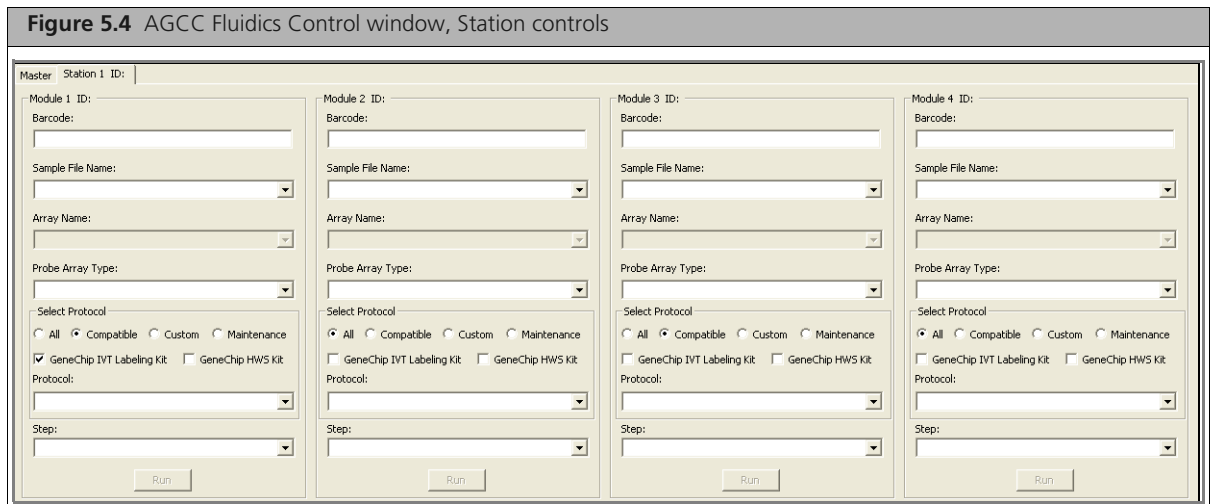 Figure 5.4 AGCC Fluidics Control window, Station controls
Master Station 1 ID:
Module 1 ID:
Barcode:
Sample File Name:
Array Name:
Probe Array Type:
Select Protocol
All Compatible Custom Maintenance
GeneChip IVT Labeling Kit GeneChip HWS Kit
Protocol:
Step:
Run
Module 2 ID:
Barcode:
Sample File Name:
Array Name:
Probe Array Type:
Select Protocol
All Compatible Custom Maintenance
GeneChip IVT Labeling Kit GeneChip HWS Kit
Protocol:
Step:
Run
Module 3 ID:
Barcode:
Sample File Name:
Array Name:
Probe Array Type:
Select Protocol
All Compatible Custom Maintenance
GeneChip IVT Labeling Kit GeneChip HWS Kit
Protocol:
Step:
Run
Module 4 ID:
Barcode:
Sample File Name:
Array Name:
Probe Array Type:
Select Protocol
All Compatible Custom Maintenance
GeneChip IVT Labeling Kit GeneChip HWS Kit
Protocol:
Step:
Run